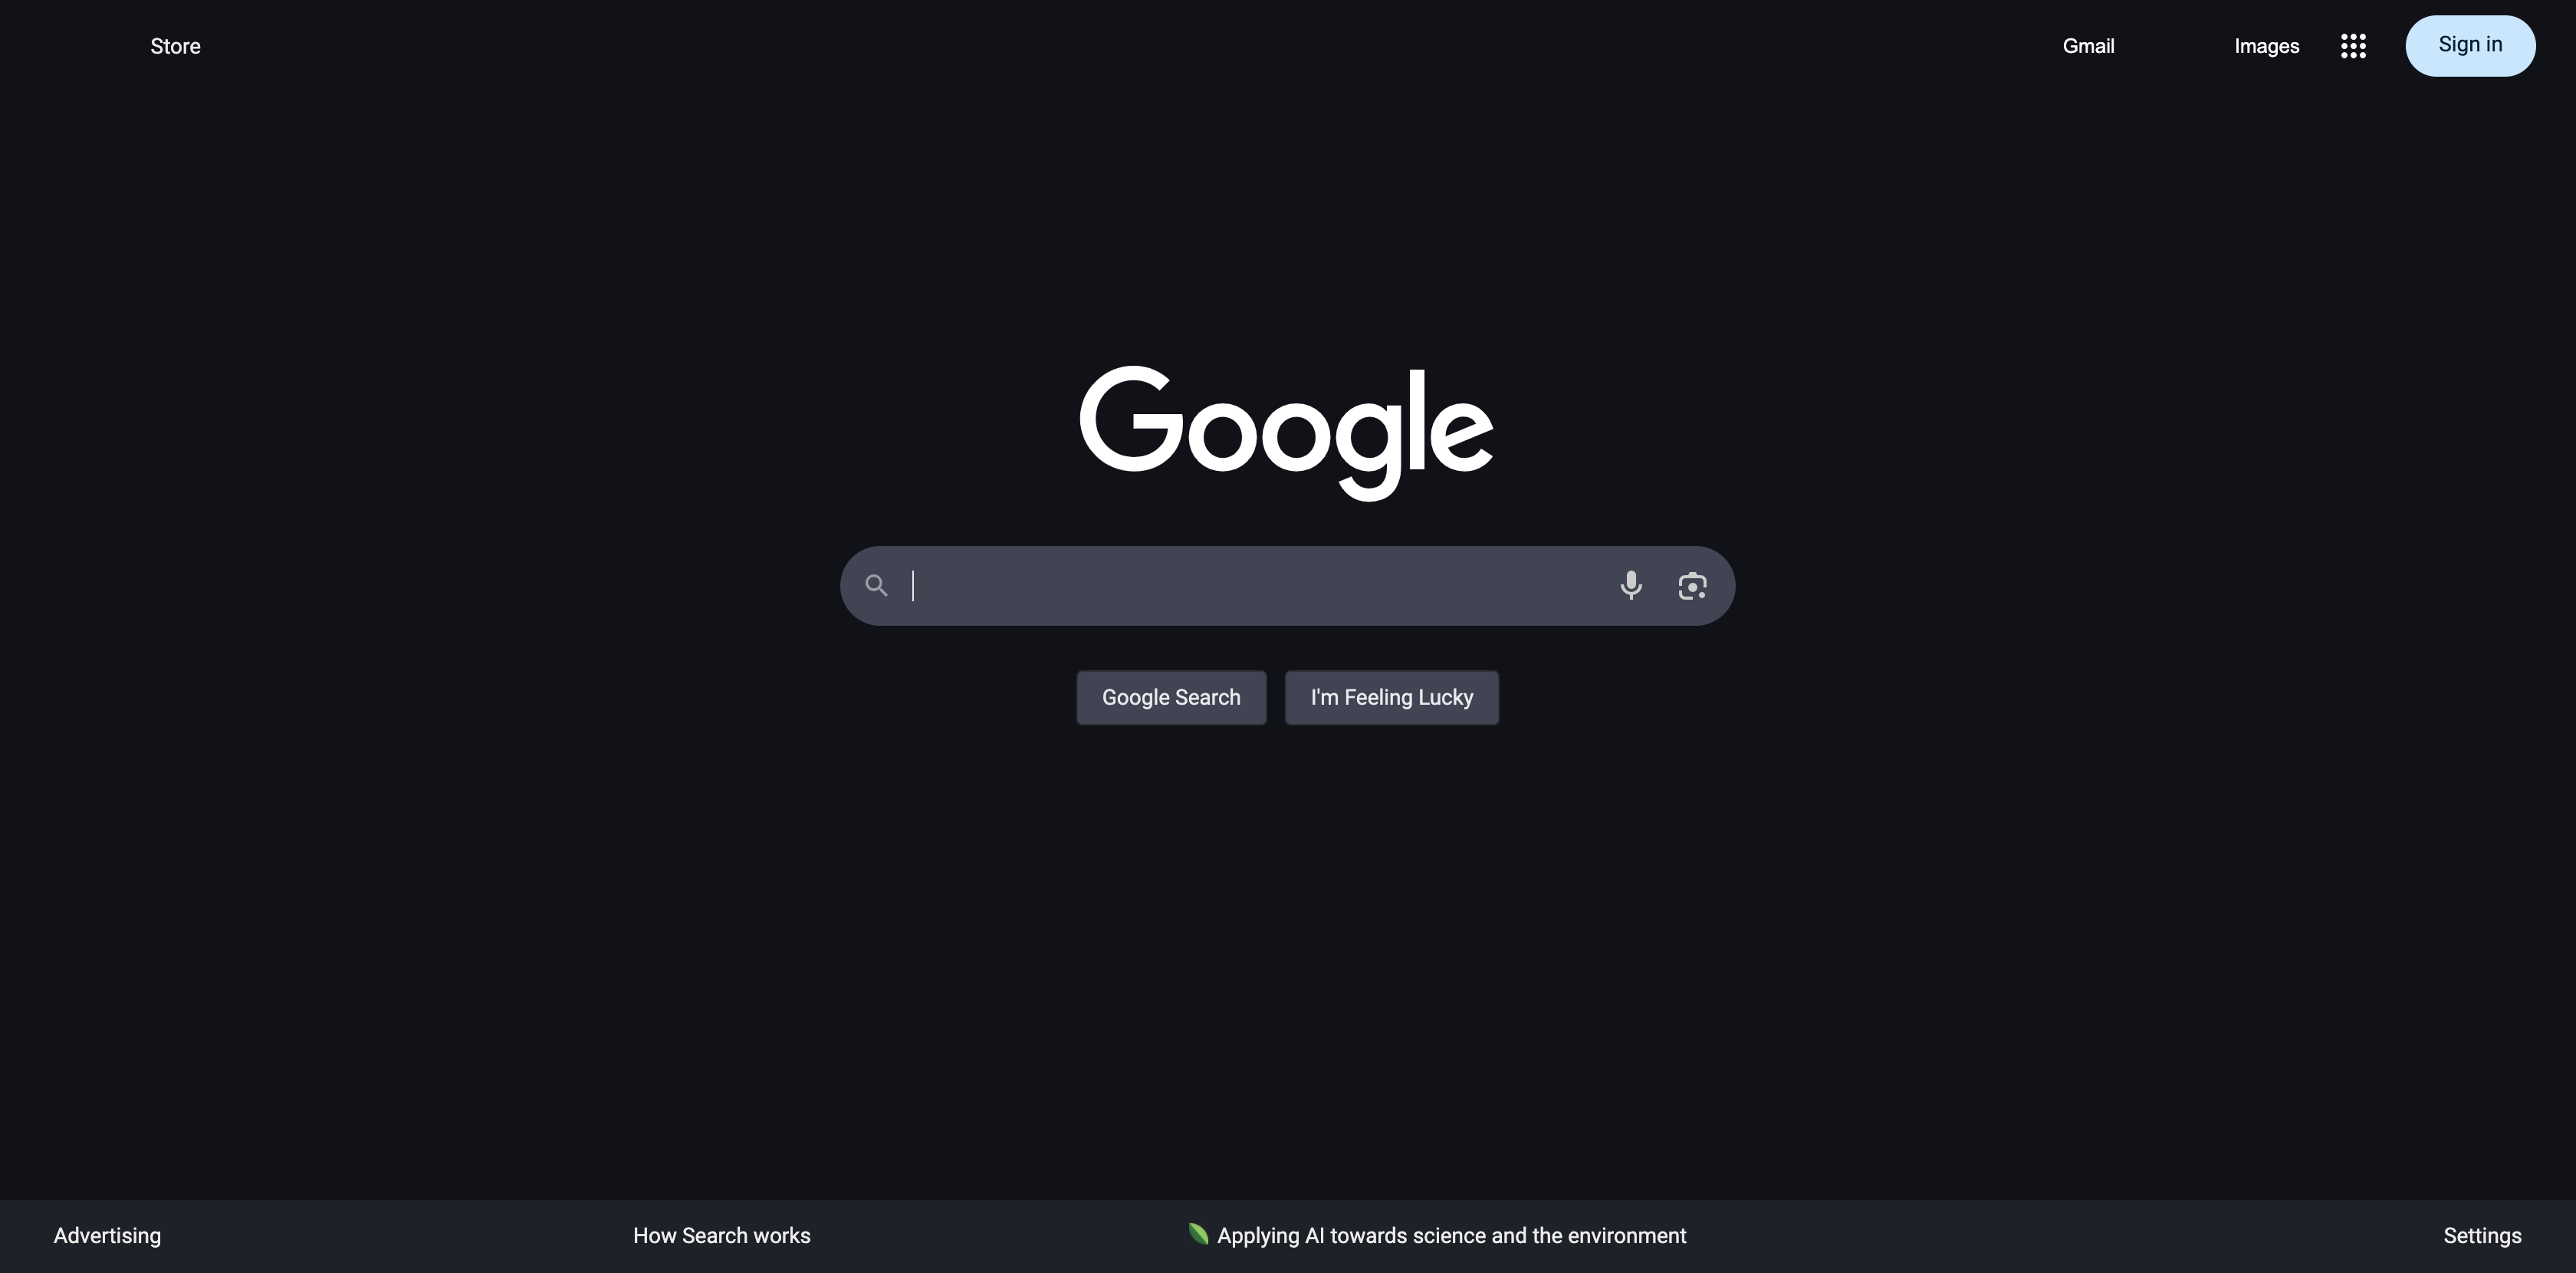 Store Gmail Images Sign in
Google
Google Search I'm Feeling Lucky
Advertising How Search works Applying AI towards science and the environment Settings